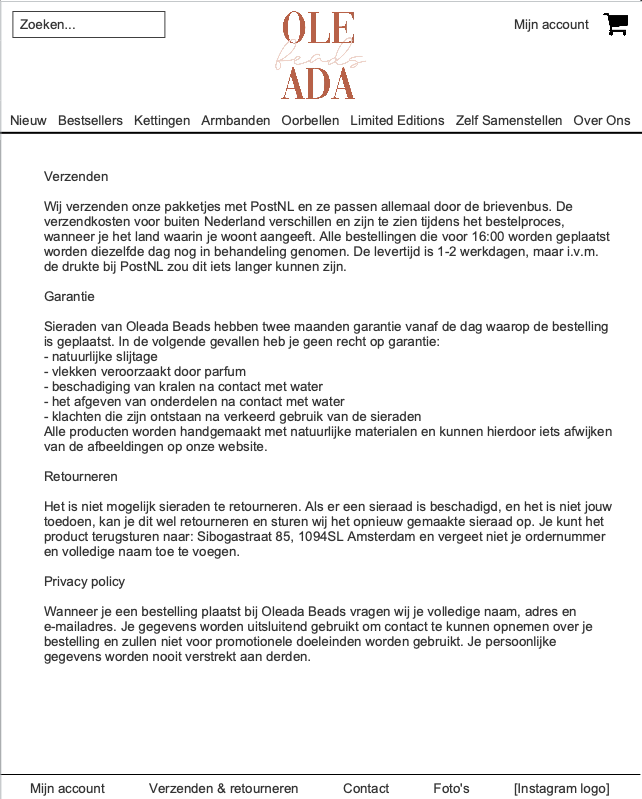 Zoeken...
OLE
beads
ADA
Mijn account
Nieuw Bestsellers Kettingen Armbanden Oorbellen Limited Editions Zelf Samenstellen Over Ons
Verzenden
Wij verzenden onze pakketjes met PostNL en ze passen allemaal door de brievenbus. De
verzendkosten voor buiten Nederland verschillen en zijn te zien tijdens het bestelproces,
wanneer je het land waarin je woont aangeeft. Alle bestellingen die voor 16:00 worden geplaatst
worden diezelfde dag nog in behandeling genomen. De levertijd is 1-2 werkdagen, maar i.v.m.
de drukte bij PostNL zou dit iets langer kunnen zijn.
Garantie
Sieraden van Oleada Beads hebben twee maanden garantie vanaf de dag waarop de bestelling
is geplaatst. In de volgende gevallen heb je geen recht op garantie:
- natuurlijke slijtage
- vlekken veroorzaakt door parfum
- beschadiging van kralen na contact met water
- het afgeven van onderdelen na contact met water
- klachten die zijn ontstaan na verkeerd gebruik van de sieraden
Alle producten worden handgemaakt met natuurlijke materialen en kunnen hierdoor iets afwijken
van de afbeeldingen op onze website.
Retourneren
Het is niet mogelijk sieraden te retourneren. Als er een sieraad is beschadigd, en het is niet jouw
toedoen, kan je dit wel retourneren en sturen wij het opnieuw gemaakte sieraad op. Je kunt het
product terugsturen naar: Sibogastraat 85, 1094SL Amsterdam en vergeet niet je ordernummer
en volledige naam toe te voegen.
Privacy policy
Wanneer je een bestelling plaatst bij Oleada Beads vragen wij je volledige naam, adres en
e-mailadres. Je gegevens worden uitsluitend gebruikt om contact te kunnen opnemen over je
bestelling en zullen niet voor promotionele doeleinden worden gebruikt. Je persoonlijke
gegevens worden nooit verstrekt aan derden.
Mijn account Verzenden & retourneren Contact Foto's [Instagram logo]